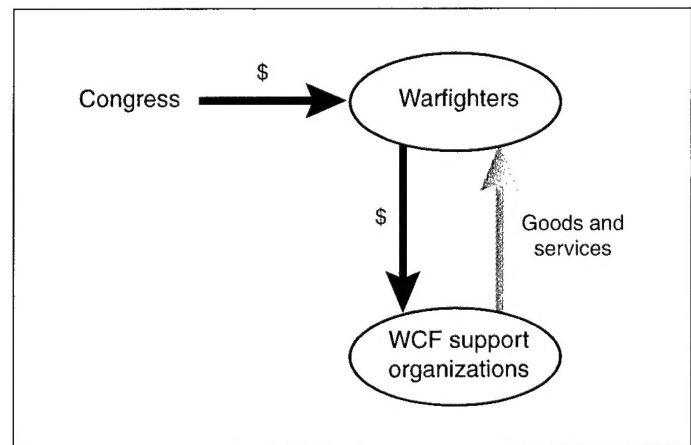 $
Congress
Warfighters
$
Goods and
services
WCF support
organizations